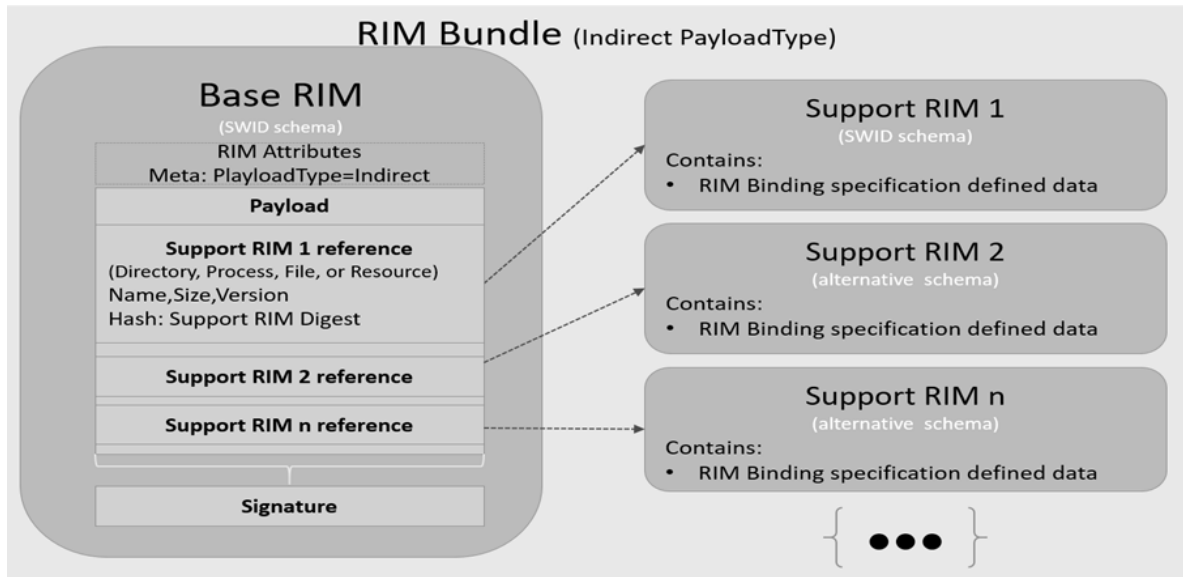 RIM Bundle (Indirect PayloadType)
Base RIM
(SWID schema)
RIM Attributes
Meta: PlayloadType=Indirect
Payload
Support RIM 1 reference
(Directory, Process, File, or Resource)
Name,Size,Version
Hash: Support RIM Digest
Support RIM 2 reference
Support RIM n reference
Signature
Support RIM 1
(SWID schema)
Contains:
• RIM Binding specification defined data
Support RIM 2
(alternative schema)
Contains:
• RIM Binding specification defined data
Support RIM n
(alternative schema)
Contains:
• RIM Binding specification defined data
{ ●●● }